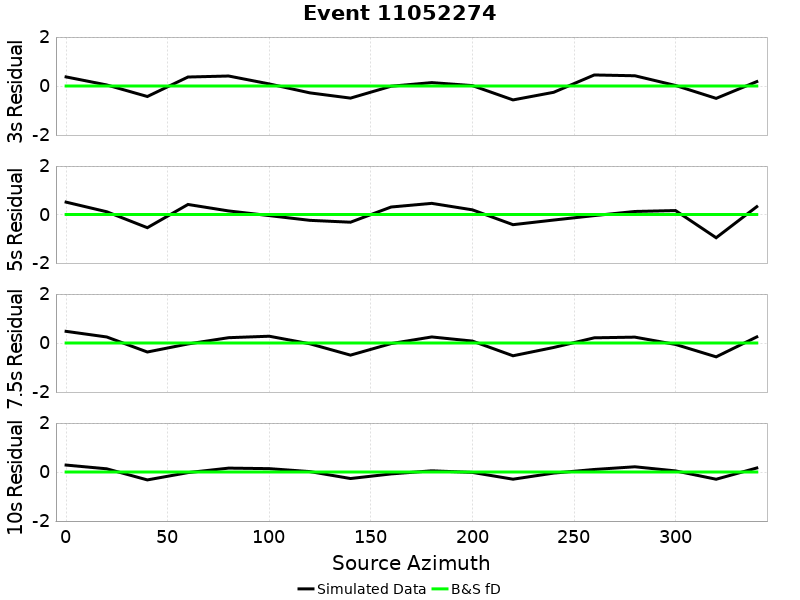 Event 11052274
3s Residual
2
0
-2
5s Residual
2
0
-2
7.5s Residual
2
0
-2
10s Residual
2
0
-2
0 50 100 150 200 250 300
Source Azimuth
Simulated Data B&S fD